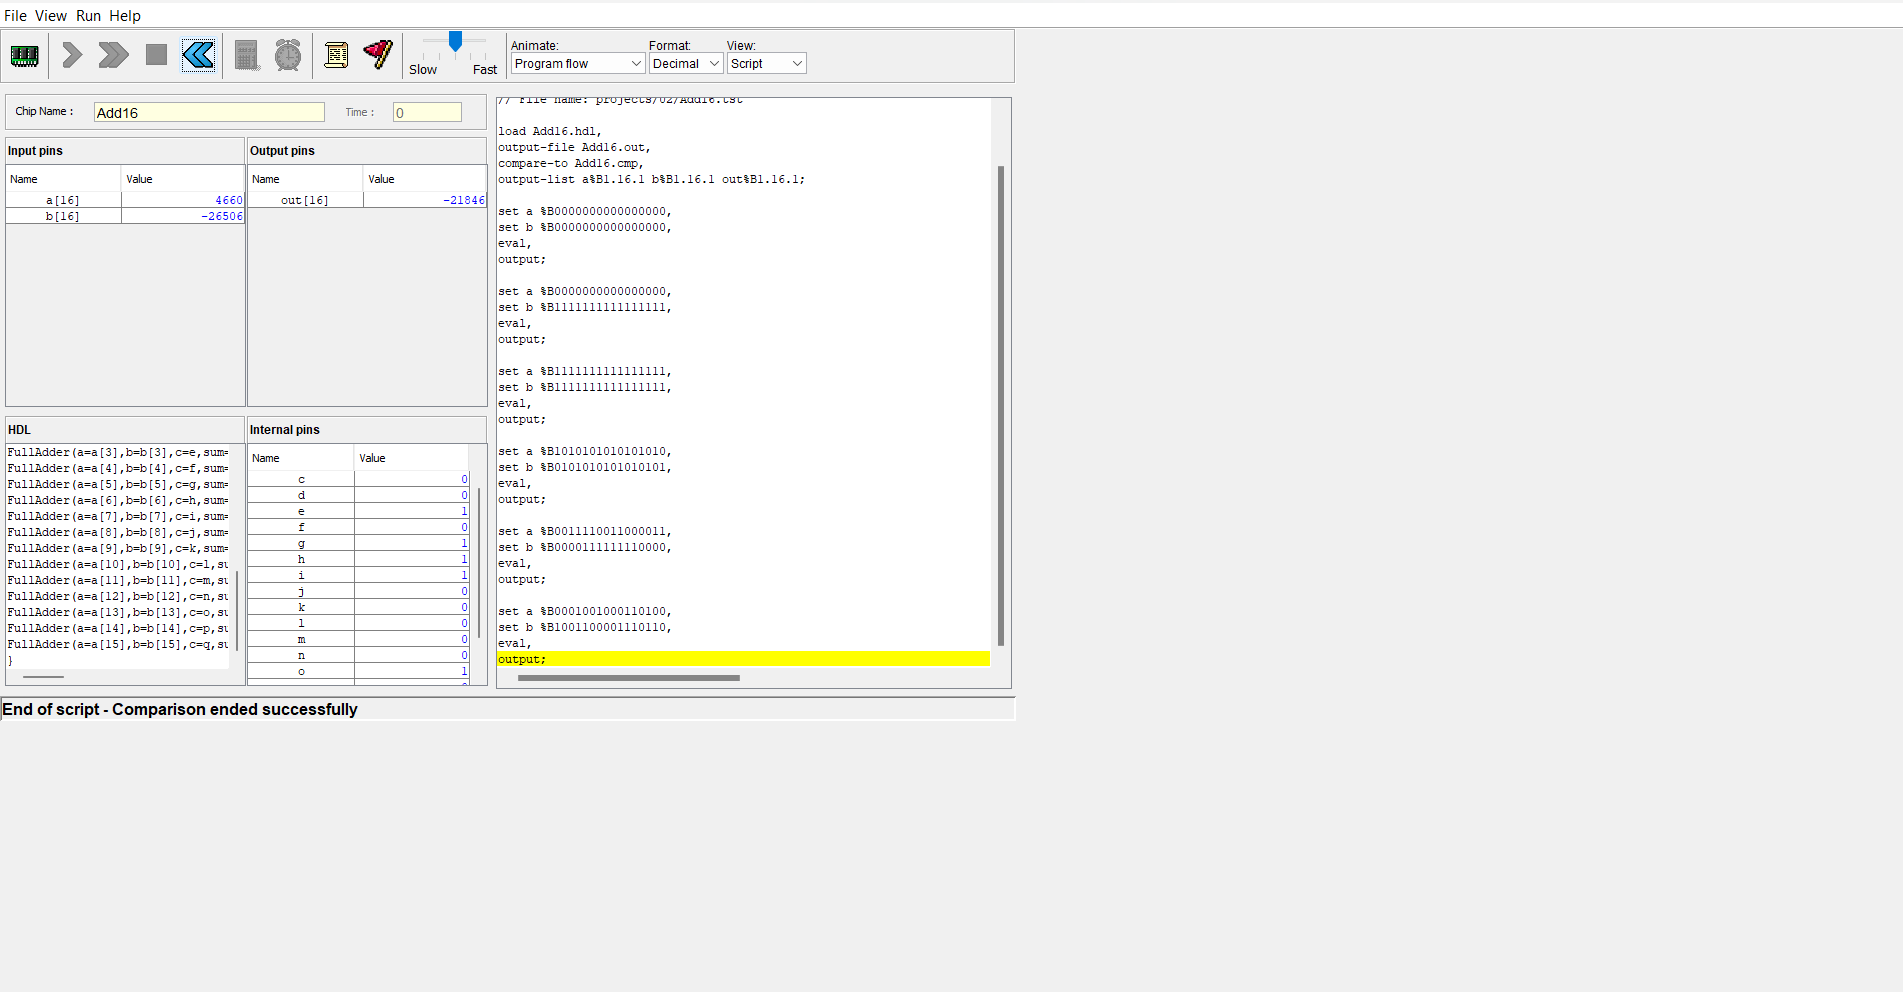 File View Run Help
Animate: Format: View:
Program flow Decimal Script
Slow Fast
Chip Name : Add16 Time : 0
Input pins
Name Value
a[16] 4660
b[16] -26506
Output pins
Name Value
out[16] -21846
HDL
FullAdder(a=a[3],b=b[3],c=e,sum=
FullAdder(a=a[4],b=b[4],c=f,sum=
FullAdder(a=a[5],b=b[5],c=g,sum=
FullAdder(a=a[6],b=b[6],c=h,sum=
FullAdder(a=a[7],b=b[7],c=i,sum=
FullAdder(a=a[8],b=b[8],c=j,sum=
FullAdder(a=a[9],b=b[9],c=k,sum=
FullAdder(a=a[10],b=b[10],c=l,su
FullAdder(a=a[11],b=b[11],c=m,su
FullAdder(a=a[12],b=b[12],c=n,su
FullAdder(a=a[13],b=b[13],c=o,su
FullAdder(a=a[14],b=b[14],c=p,su
FullAdder(a=a[15],b=b[15],c=q,su
}
Internal pins
Name Value
c 0
d 0
e 1
f 0
g 1
h 1
i 1
j 0
k 0
l 0
m 0
n 0
o 1
// File name: projects/02/Add16.tst
load Add16.hdl,
output-file Add16.out,
compare-to Add16.cmp,
output-list a%B1.16.1 b%B1.16.1 out%B1.16.1;
set a %B0000000000000000,
set b %B0000000000000000,
eval,
output;
set a %B0000000000000000,
set b %B1111111111111111,
eval,
output;
set a %B1111111111111111,
set b %B1111111111111111,
eval,
output;
set a %B1010101010101010,
set b %B0101010101010101,
eval,
output;
set a %B0011110011000011,
set b %B0000111111110000,
eval,
output;
set a %B0001001000110100,
set b %B1001100001110110,
eval,
output;
End of script - Comparison ended successfully